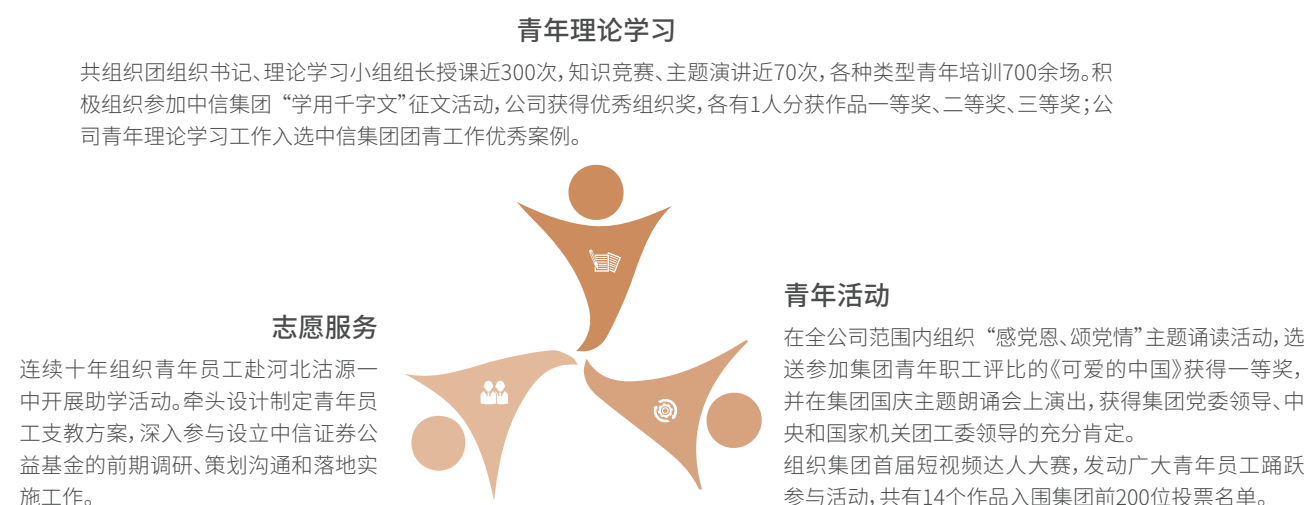 青年理论学习
共组织团组织书记、理论学习小组组长授课近300次，知识竞赛、主题演讲近70次，各种类型青年培训700余场。积
极组织参加中信集团“学用千字文”征文活动，公司获得优秀组织奖，各有1人分获作品一等奖、二等奖、三等奖；公
司青年理论学习工作入选中信集团团青工作优秀案例。
志愿服务
连续十年组织青年员工赴河北沽源一
中开展助学活动。牵头设计制定青年员
工支教方案，深入参与设立中信证券公
益基金的前期调研、策划沟通和落地实
施工作。
青年活动
在全公司范围内组织“感党恩、颂党情”主题诵读活动，选
送参加集团青年职工评比的《可爱的中国》获得一等奖，
并在集团国庆主题朗诵会上演出，获得集团党委领导、中
央和国家机关团工委领导的充分肯定。
组织集团首届短视频达人大赛，发动广大青年员工踊跃
参与活动，共有14个作品入围集团前200位投票名单。